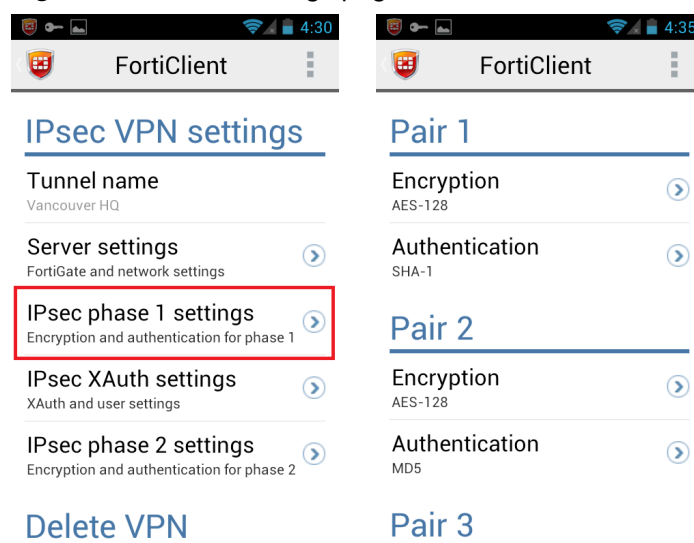 4:30
FortiClient
IPsec VPN settings
Tunnel name
Vancouver HQ
Server settings
FortiGate and network settings
IPsec phase 1 settings
Encryption and authentication for phase 1
IPsec XAuth settings
XAuth and user settings
IPsec phase 2 settings
Encryption and authentication for phase 2
Delete VPN
4:35
FortiClient
Pair 1
Encryption
AES-128
Authentication
SHA-1
Pair 2
Encryption
AES-128
Authentication
MD5
Pair 3